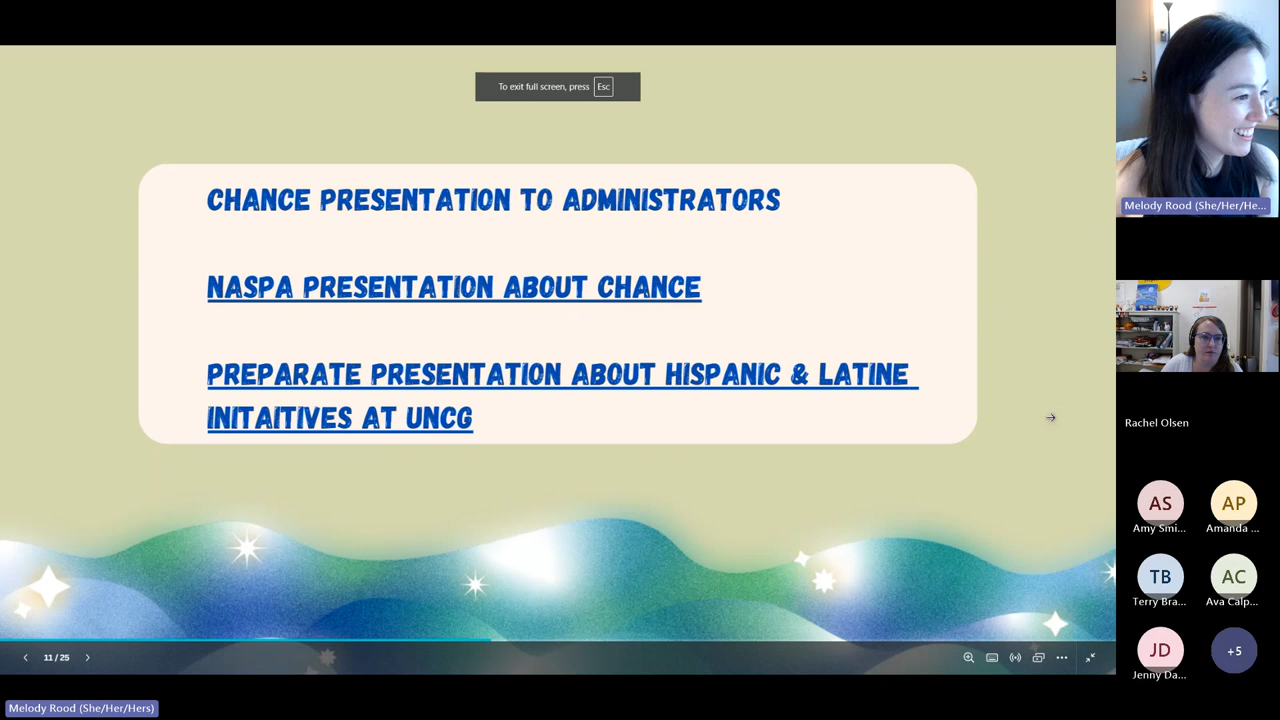 To exit full screen, press Esc
CHANCE PRESENTATION TO ADMINISTRATORS
NASPA PRESENTATION ABOUT CHANCE
PREPARATE PRESENTATION ABOUT HISPANIC & LATINE
INITAITIVES AT UNCG
11 / 25
Melody Rood (She/Her/Hers)
Melody Rood (She/Her/He...
Rachel Olsen
AS
AP
Amy Smi...
Amanda ...
TB
AC
Terry Bra...
Ava Calp...
JD
+5
Jenny Da...